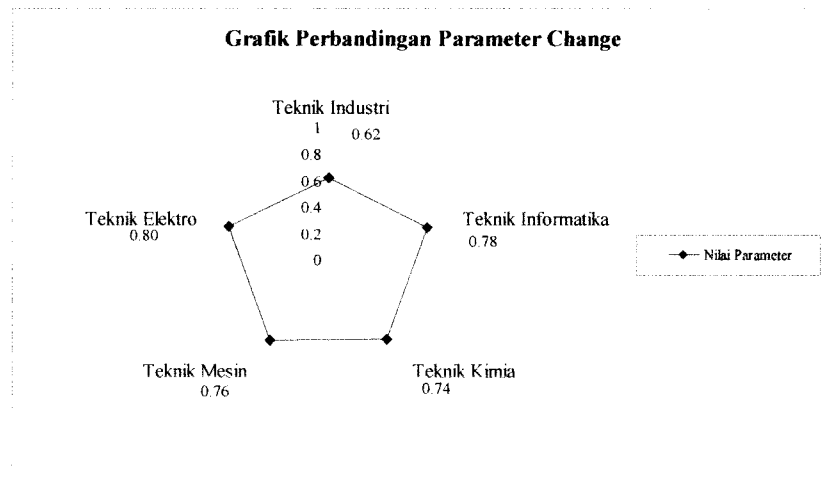 Grafik Perbandingan Parameter Change
Teknik Industri
1
0.62
0.8
0.6
0.4
0.2
0
Teknik Elektro
0.80
Teknik Informatika
0.78
Nilai Parameter
Teknik Mesin
0.76
Teknik Kimia
0.74